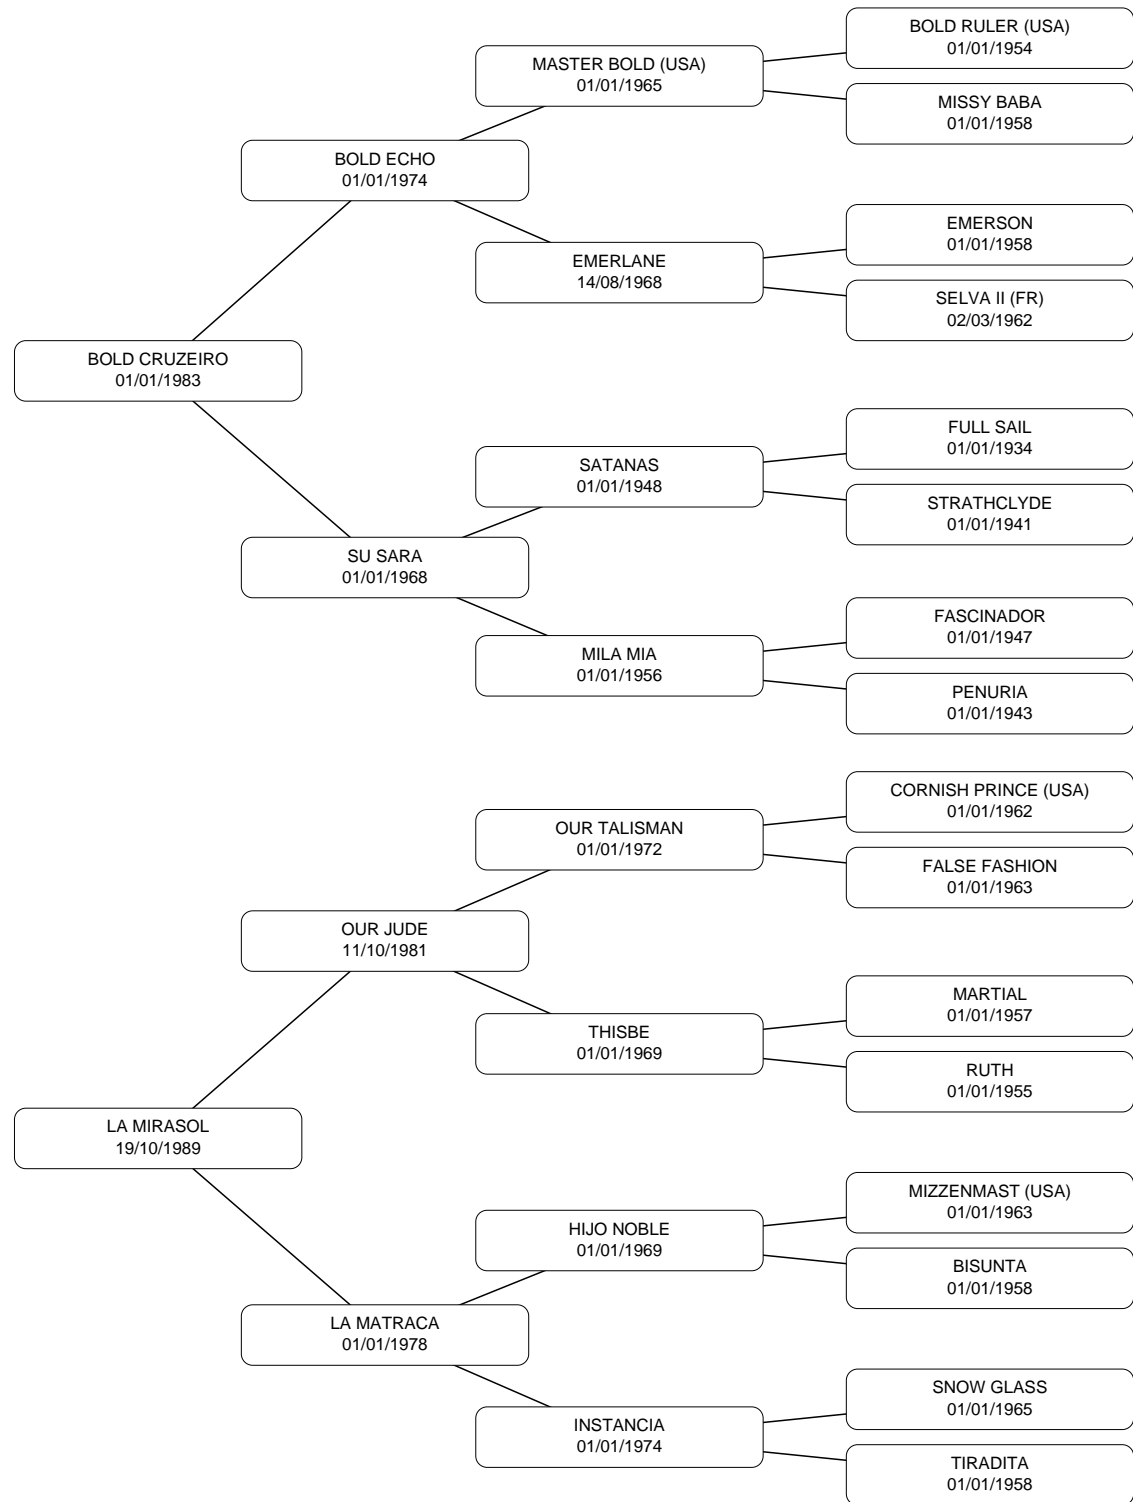 BOLD RULER (USA)
01/01/1954
MASTER BOLD (USA)
01/01/1965
MISSY BABA
01/01/1958
BOLD ECHO
01/01/1974
EMERSON
01/01/1958
EMERLANE
14/08/1968
SELVA II (FR)
02/03/1962
BOLD CRUZEIRO
01/01/1983
FULL SAIL
01/01/1934
SATANAS
01/01/1948
STRATHCLYDE
01/01/1941
SU SARA
01/01/1968
FASCINADOR
01/01/1947
MILA MIA
01/01/1956
PENURIA
01/01/1943
CORNISH PRINCE (USA)
01/01/1962
OUR TALISMAN
01/01/1972
FALSE FASHION
01/01/1963
OUR JUDE
11/10/1981
MARTIAL
01/01/1957
THISBE
01/01/1969
RUTH
01/01/1955
LA MIRASOL
19/10/1989
MIZZENMAST (USA)
01/01/1963
HIJO NOBLE
01/01/1969
BISUNTA
01/01/1958
LA MATRACA
01/01/1978
SNOW GLASS
01/01/1965
INSTANCIA
01/01/1974
TIRADITA
01/01/1958